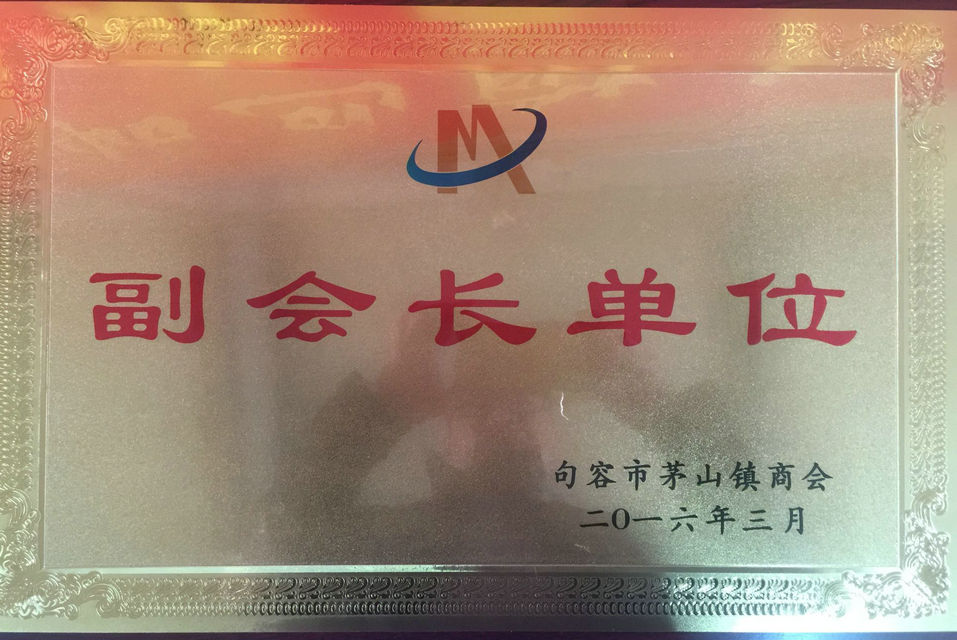 副会长单位
句容市茅山镇商会
二O一六年三月